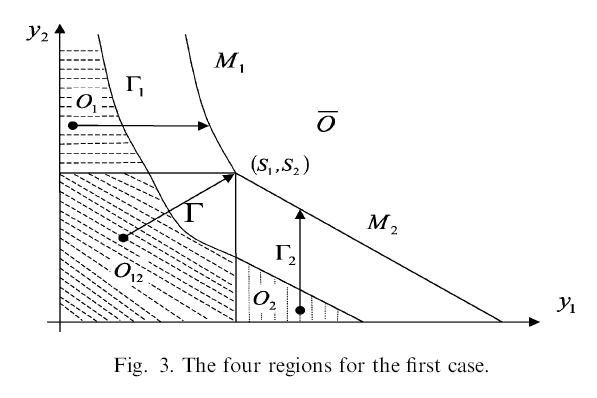 y₂
M₁
Γ₁
O₁
O̅
(S₁,S₂)
Γ
M₂
Γ₂
O₁₂
O₂
y₁
Fig. 3. The four regions for the first case.